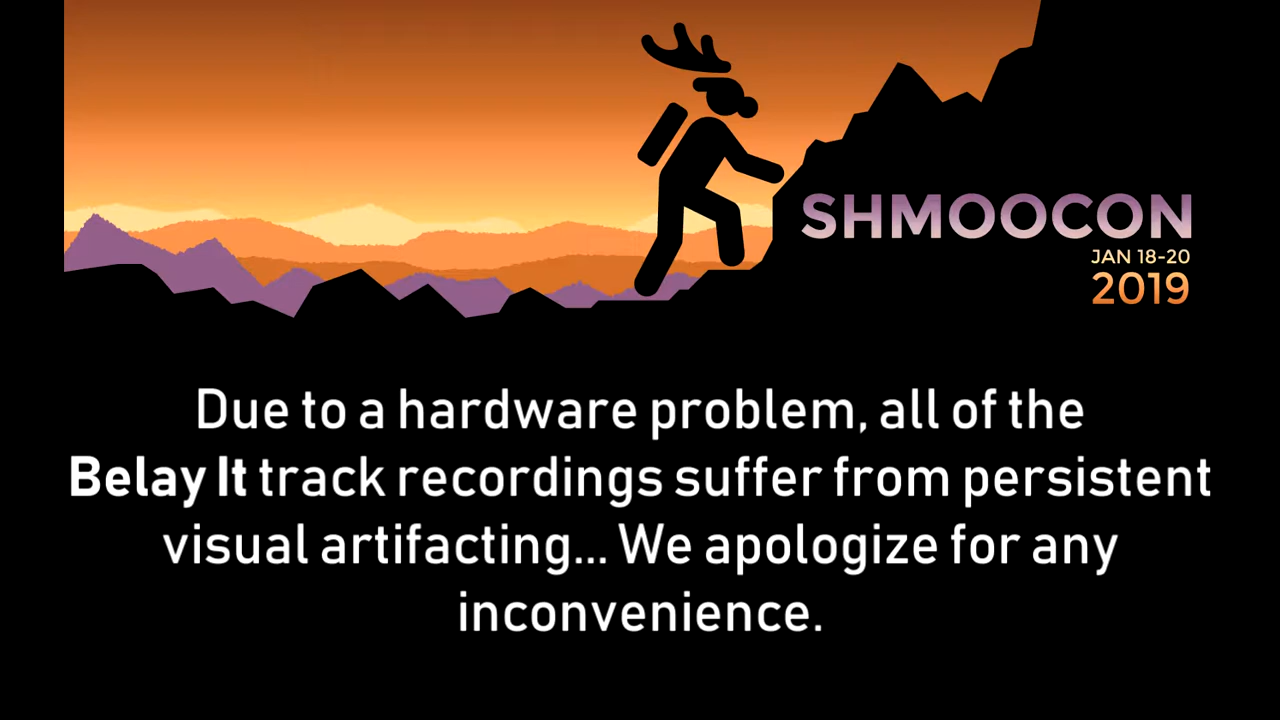 SHMOOCON
JAN 18-20
2019
Due to a hardware problem, all of the
Belay It track recordings suffer from persistent
visual artifacting... We apologize for any
inconvenience.